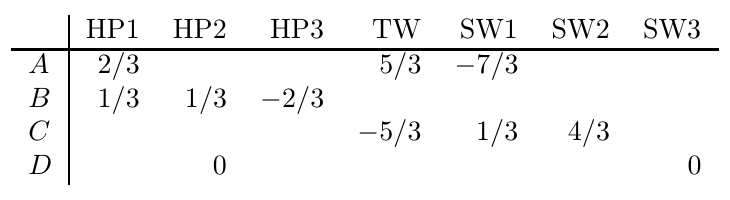 HP1 HP2 HP3 TW SW1 SW2 SW3
A 2/3 5/3 −7/3
B 1/3 1/3 −2/3
C −5/3 1/3 4/3
D 0 0